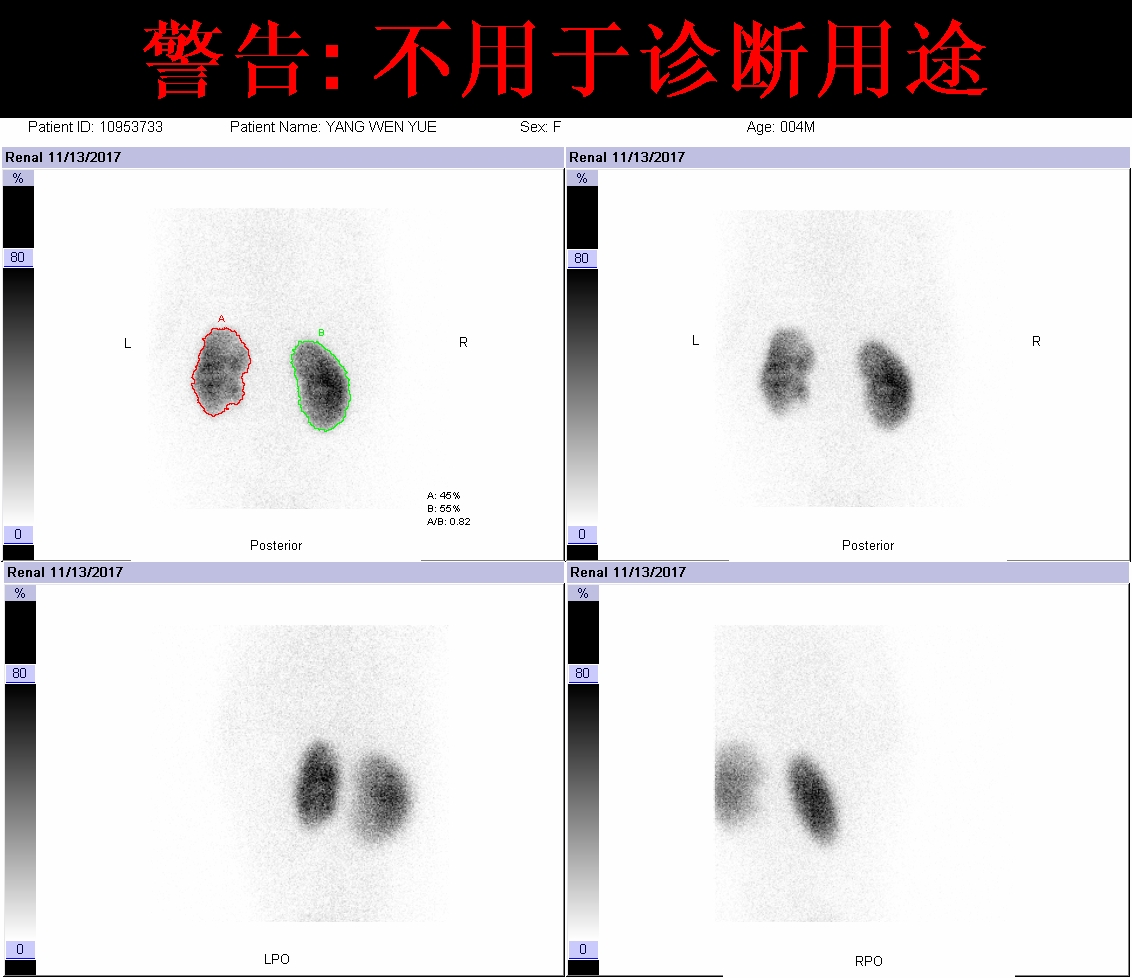 警告: 不用于诊断用途
Patient ID: 10953733 Patient Name: YANG WEN YUE Sex: F Age: 004M
Renal 11/13/2017
%
80
0
A
B
L
R
A: 45%
B: 55%
A/B: 0.82
Posterior
Renal 11/13/2017
%
80
0
L
R
Posterior
Renal 11/13/2017
%
80
0
LPO
Renal 11/13/2017
%
80
0
RPO